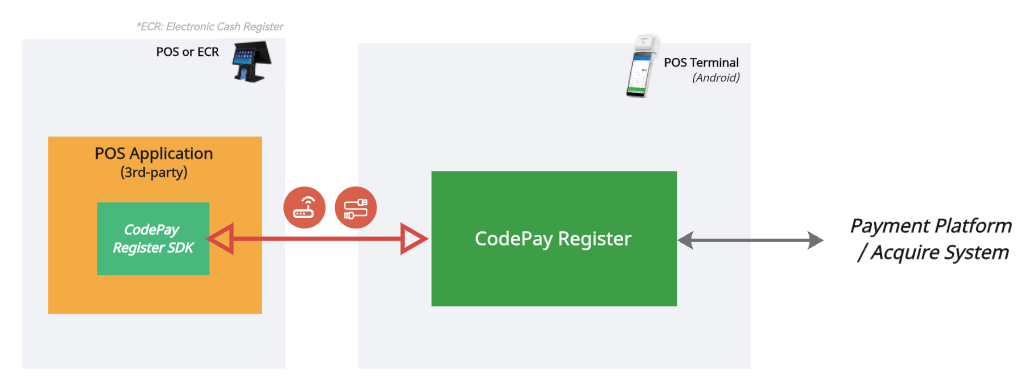 *ECR: Electronic Cash Register
POS or ECR
POS Terminal
(Android)
POS Application
(3rd-party)
CodePay
Register SDK
CodePay Register
Payment Platform
/ Acquire System